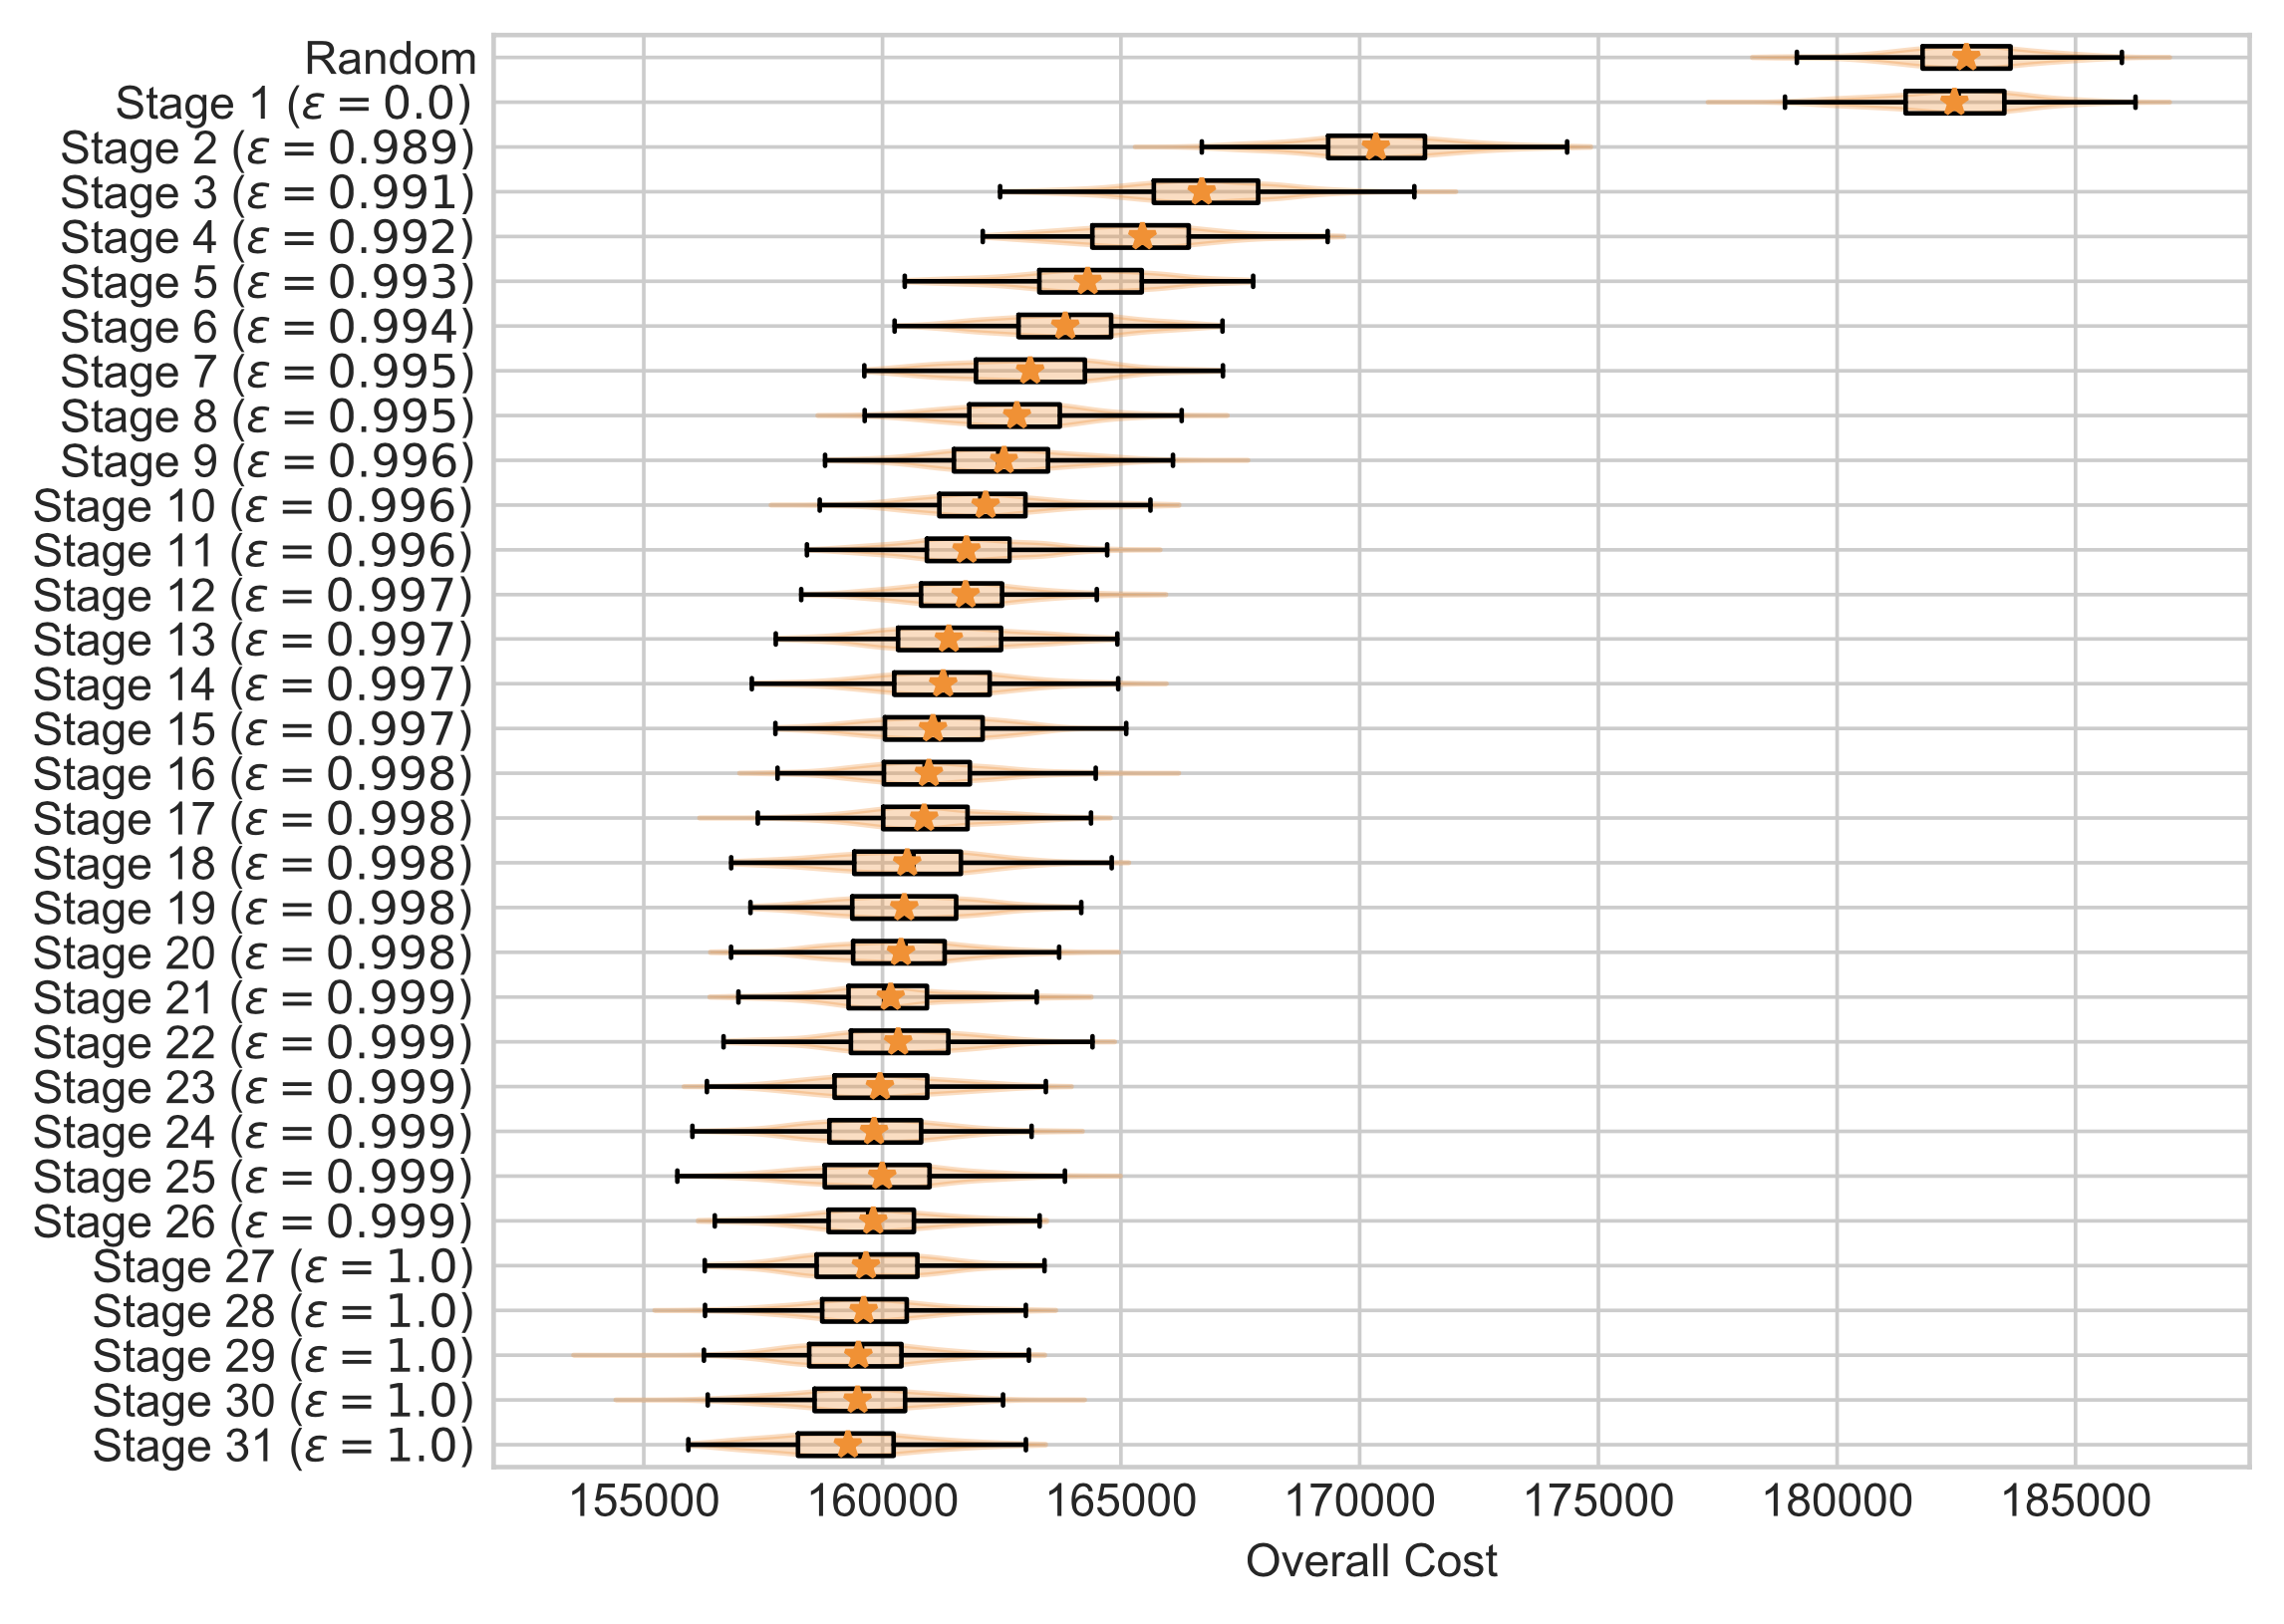 Random
Stage 1 (ε = 0.0)
Stage 2 (ε = 0.989)
Stage 3 (ε = 0.991)
Stage 4 (ε = 0.992)
Stage 5 (ε = 0.993)
Stage 6 (ε = 0.994)
Stage 7 (ε = 0.995)
Stage 8 (ε = 0.995)
Stage 9 (ε = 0.996)
Stage 10 (ε = 0.996)
Stage 11 (ε = 0.996)
Stage 12 (ε = 0.997)
Stage 13 (ε = 0.997)
Stage 14 (ε = 0.997)
Stage 15 (ε = 0.997)
Stage 16 (ε = 0.998)
Stage 17 (ε = 0.998)
Stage 18 (ε = 0.998)
Stage 19 (ε = 0.998)
Stage 20 (ε = 0.998)
Stage 21 (ε = 0.999)
Stage 22 (ε = 0.999)
Stage 23 (ε = 0.999)
Stage 24 (ε = 0.999)
Stage 25 (ε = 0.999)
Stage 26 (ε = 0.999)
Stage 27 (ε = 1.0)
Stage 28 (ε = 1.0)
Stage 29 (ε = 1.0)
Stage 30 (ε = 1.0)
Stage 31 (ε = 1.0)
155000 160000 165000 170000 175000 180000 185000
Overall Cost